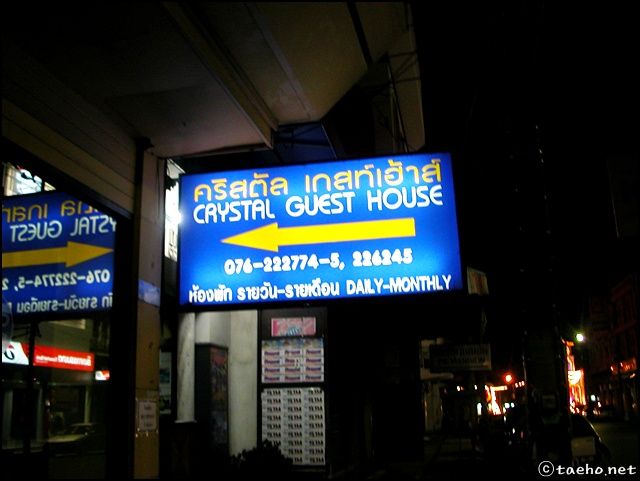 คริสตัล เกสท์เฮ้าส์
CRYSTAL GUEST HOUSE
076-222774-5, 226245
ห้องพัก รายวัน-รายเดือน DAILY-MONTHLY
©taeho.net